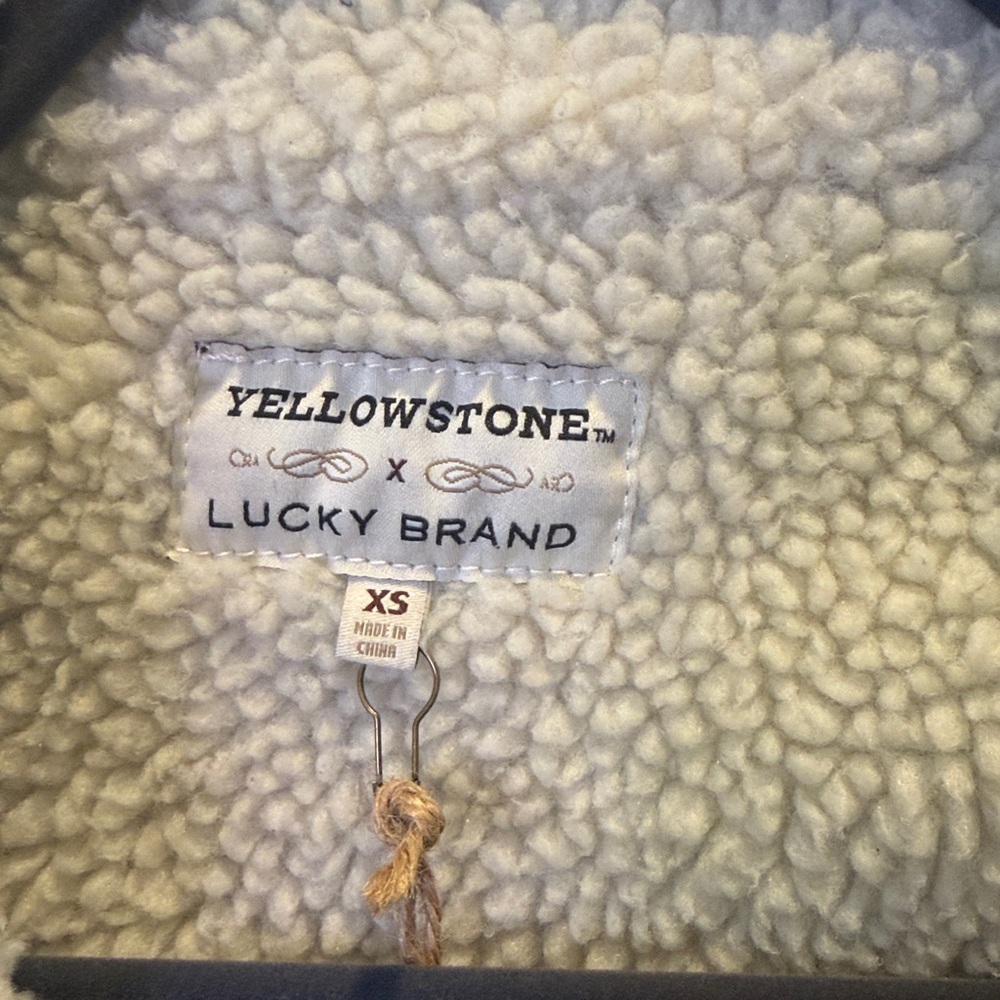 YELLOWSTONE™
X
LUCKY BRAND
XS
MADE IN
CHINA